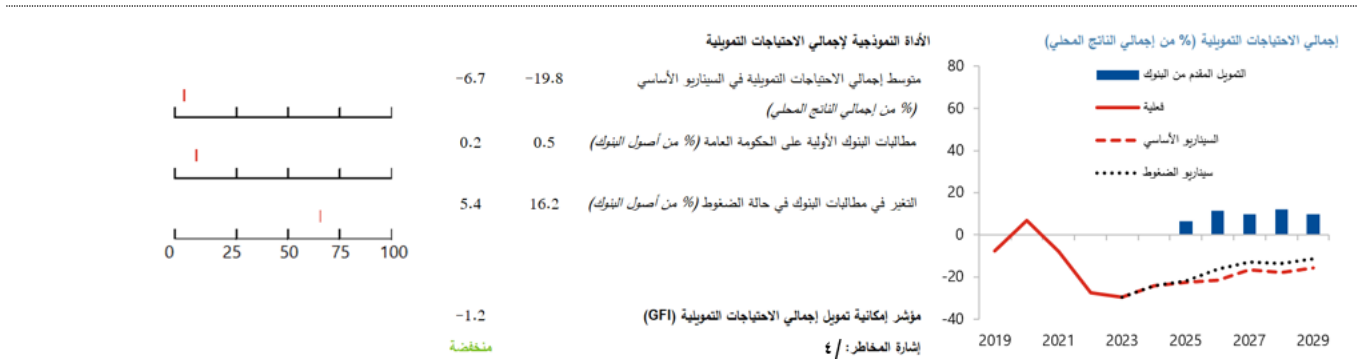 إجمالي الاحتياجات التمويلية (% من إجمالي الناتج المحلي)
80
60
40
20
0
-20
-40
التمويل المقدم من البنوك
فعلية
السيناريو الأساسي
سيناريو الضغوط
2019 2021 2023 2025 2027 2029
الأداة النموذجية لإجمالي الاحتياجات التمويلية
متوسط إجمالي الاحتياجات التمويلية في السيناريو الأساسي -19.8 -6.7
(% من إجمالي الناتج المحلي)
مطالبات البنوك الأولية على الحكومة العامة (% من أصول البنوك) 0.5 0.2
التغير في مطالبات البنوك في حالة الضغوط (% من أصول البنوك) 16.2 5.4
0 25 50 75 100
مؤشر إمكانية تمويل إجمالي الاحتياجات التمويلية (GFI) -1.2
إشارة المخاطر: /٤ منخفضة